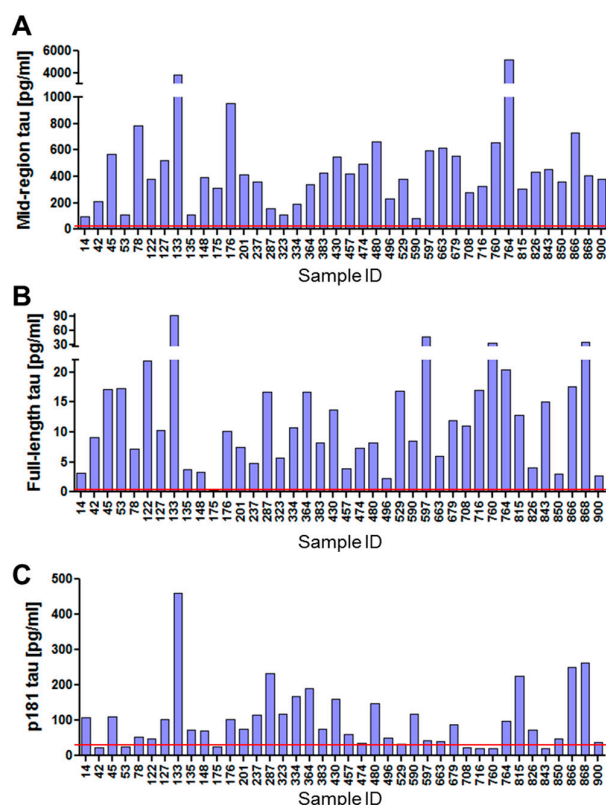 A
Mid-region tau [pg/ml]
6000
4000
1000
800
600
400
200
0
14 42 45 53 78 122 127 133 135 148 175 176 201 237 287 323 334 364 383 430 457 474 480 496 529 590 597 663 679 708 716 760 764 815 826 843 850 866 868 900
Sample ID
B
Full-length tau [pg/ml]
90
60
30
20
15
10
5
0
14 42 45 53 78 122 127 133 135 148 175 176 201 237 287 323 334 364 383 430 457 474 480 496 529 590 597 663 679 708 716 760 764 815 826 843 850 866 868 900
Sample ID
C
p181 tau [pg/ml]
500
400
300
200
100
0
14 42 45 53 78 122 127 133 135 148 175 176 201 237 287 323 334 364 383 430 457 474 480 496 529 590 597 663 679 708 716 760 764 815 826 843 850 866 868 900
Sample ID